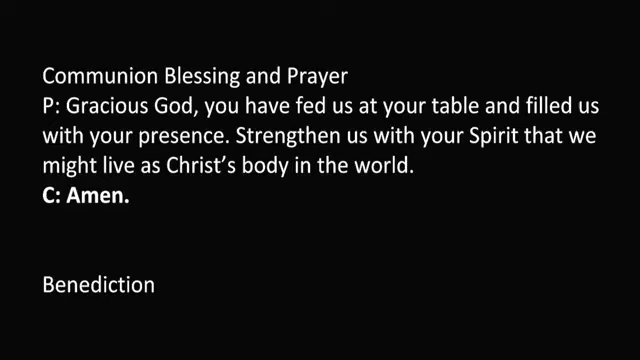 Communion Blessing and Prayer
P: Gracious God, you have fed us at your table and filled us
with your presence. Strengthen us with your Spirit that we
might live as Christ’s body in the world.
C: Amen.
Benediction